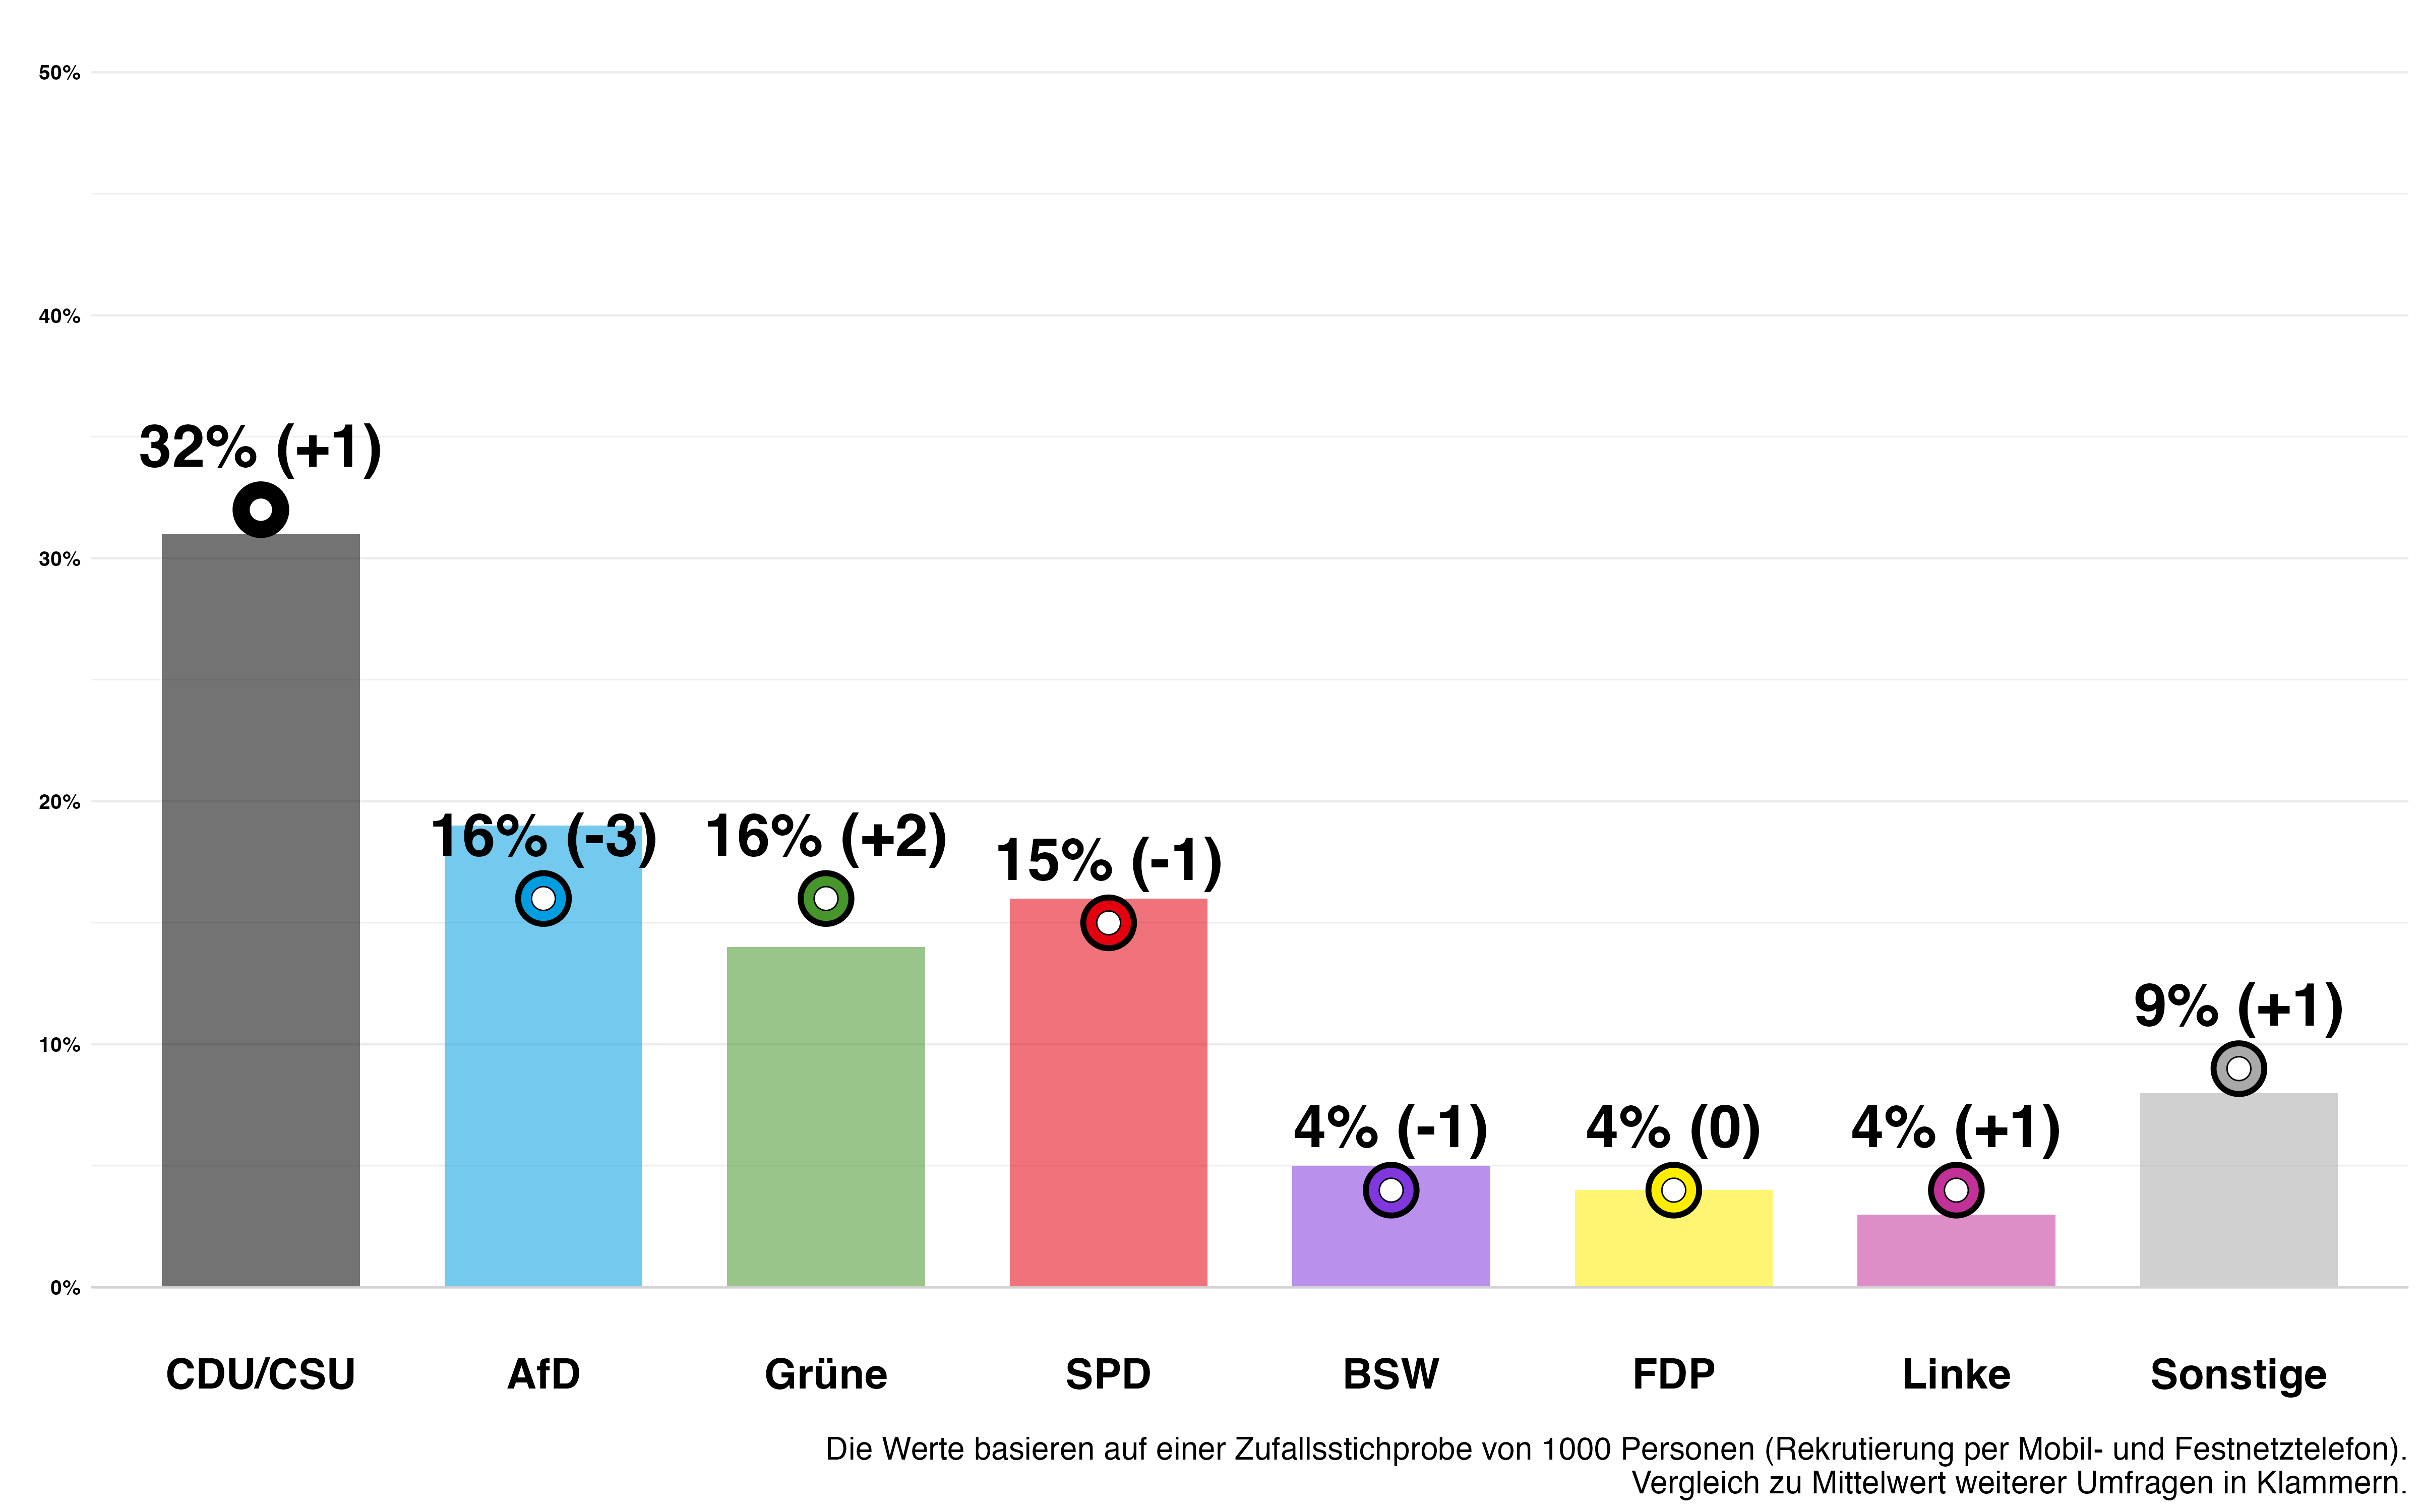 50%
40%
30%
20%
10%
0%
32% (+1)
16% (-3)
16% (+2)
15% (-1)
4% (-1)
4% (0)
4% (+1)
9% (+1)
CDU/CSU
AfD
Grüne
SPD
BSW
FDP
Linke
Sonstige
Die Werte basieren auf einer Zufallsstichprobe von 1000 Personen (Rekrutierung per Mobil- und Festnetztelefon).
Vergleich zu Mittelwert weiterer Umfragen in Klammern.